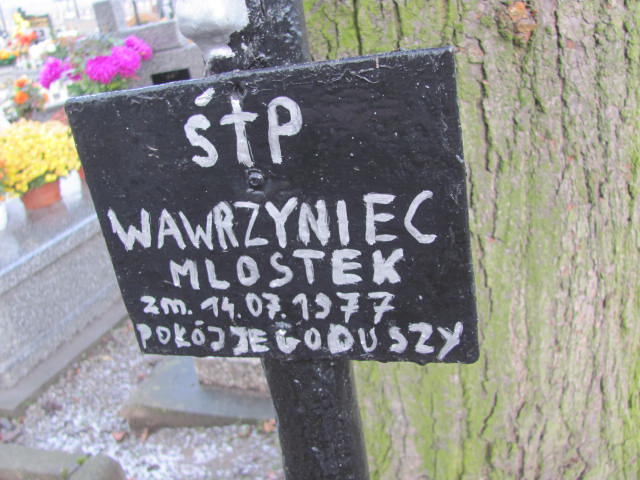 ŚTP
WAWRZYNIEC
MLOSTEK
zm. 14.07.1977
POKÓJ JEGO DUSZY